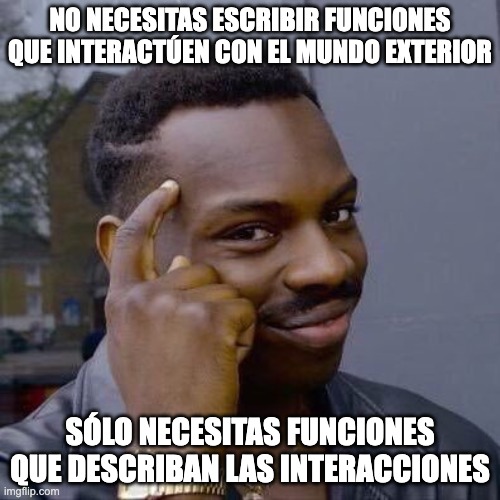 NO NECESITAS ESCRIBIR FUNCIONES
QUE INTERACTÚEN CON EL MUNDO EXTERIOR
SÓLO NECESITAS FUNCIONES
QUE DESCRIBAN LAS INTERACCIONES
imgflip.com